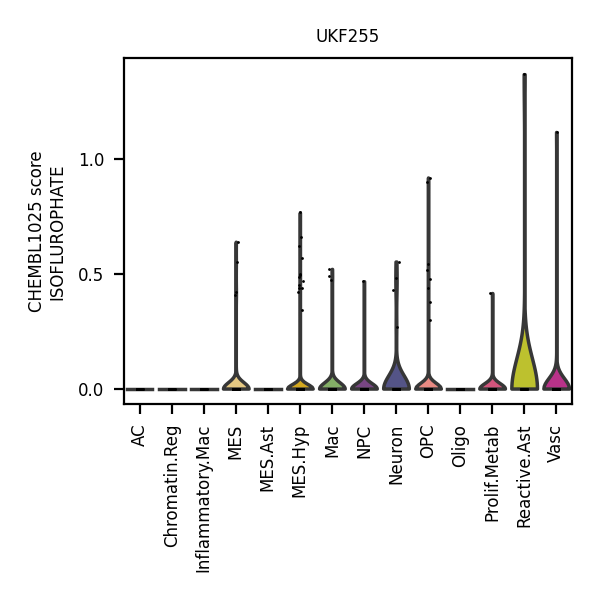 UKF255
CHEMBL1025 score
ISOFLUROPHATE
1.0
0.5
0.0
AC
Chromatin.Reg
Inflammatory.Mac
MES
MES.Ast
MES.Hyp
Mac
NPC
Neuron
OPC
Oligo
Prolif.Metab
Reactive.Ast
Vasc